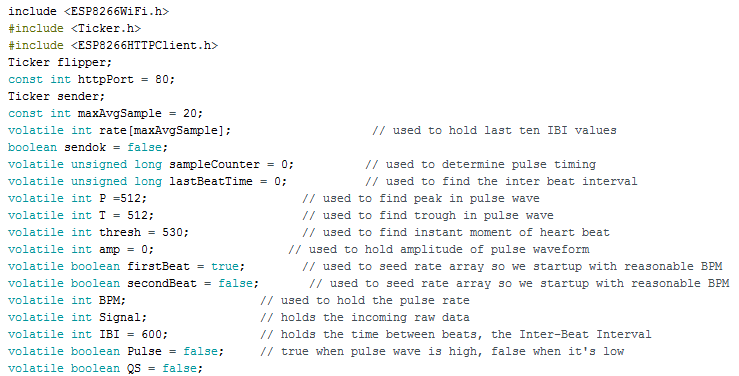 include <ESP8266WiFi.h>
#include <Ticker.h>
#include <ESP8266HTTPClient.h>
Ticker flipper;
const int httpPort = 80;
Ticker sender;
const int maxAvgSample = 20;
volatile int rate[maxAvgSample]; // used to hold last ten IBI values
boolean sendok = false;
volatile unsigned long sampleCounter = 0; // used to determine pulse timing
volatile unsigned long lastBeatTime = 0; // used to find the inter beat interval
volatile int P =512; // used to find peak in pulse wave
volatile int T = 512; // used to find trough in pulse wave
volatile int thresh = 530; // used to find instant moment of heart beat
volatile int amp = 0; // used to hold amplitude of pulse waveform
volatile boolean firstBeat = true; // used to seed rate array so we startup with reasonable BPM
volatile boolean secondBeat = false; // used to seed rate array so we startup with reasonable BPM
volatile int BPM; // used to hold the pulse rate
volatile int Signal; // holds the incoming raw data
volatile int IBI = 600; // holds the time between beats, the Inter-Beat Interval
volatile boolean Pulse = false; // true when pulse wave is high, false when it's low
volatile boolean QS = false;